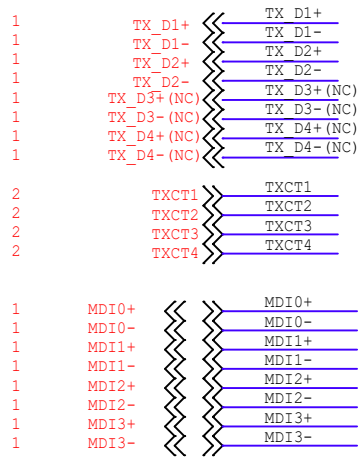 1 TX_D1+ TX_D1+
1 TX_D1- TX_D1-
1 TX_D2+ TX_D2+
1 TX_D2- TX_D2-
1 TX_D3+(NC) TX_D3+(NC)
1 TX_D3-(NC) TX_D3-(NC)
1 TX_D4+(NC) TX_D4+(NC)
1 TX_D4-(NC) TX_D4-(NC)
2 TXCT1 TXCT1
2 TXCT2 TXCT2
2 TXCT3 TXCT3
2 TXCT4 TXCT4
1 MDI0+ MDI0+
1 MDI0- MDI0-
1 MDI1+ MDI1+
1 MDI1- MDI1-
1 MDI2+ MDI2+
1 MDI2- MDI2-
1 MDI3+ MDI3+
1 MDI3- MDI3-